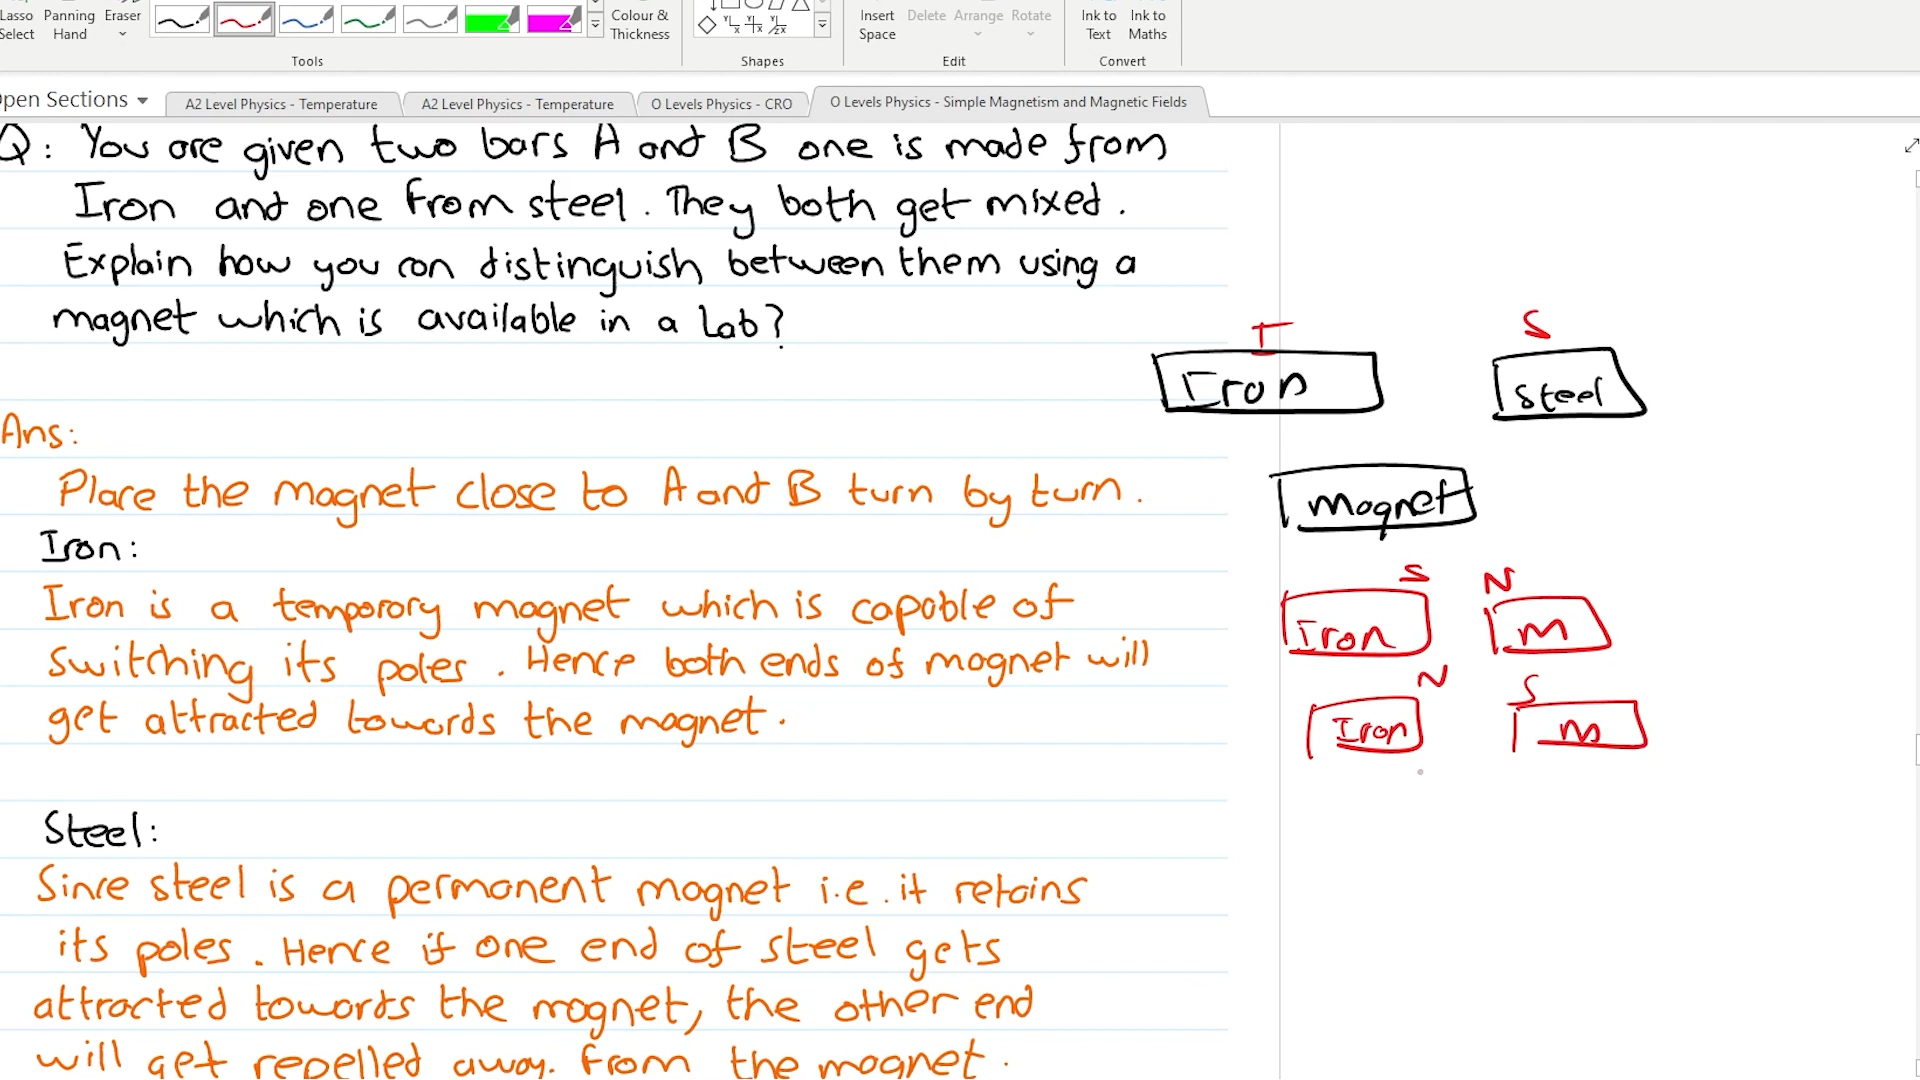 Lasso
Select
Panning
Hand
Eraser
Colour &
Thickness
Insert
Space
Delete
Arrange
Rotate
Ink to
Text
Ink to
Maths
Tools
Shapes
Edit
Convert
Open Sections
A2 Level Physics - Temperature
A2 Level Physics - Temperature
O Levels Physics - CRO
O Levels Physics - Simple Magnetism and Magnetic Fields
Q: You are given two bars A and B one is made from
Iron and one from steel. They both get mixed.
Explain how you can distinguish between them using a
magnet which is available in a lab?
Ans:
Place the magnet close to A and B turn by turn.
Iron:
Iron is a temporory magnet which is capable of
switching its poles. Hence both ends of magnet will
get attracted towards the magnet.
Steel:
Since steel is a permanent magnet i.e. it retains
its poles. Hence if one end of steel gets
attracted towards the magnet, the other end
will get repelled away. from the magnet.
T
Iron
S
Steel
magnet
S
N
Iron
m
N
S
Iron
m